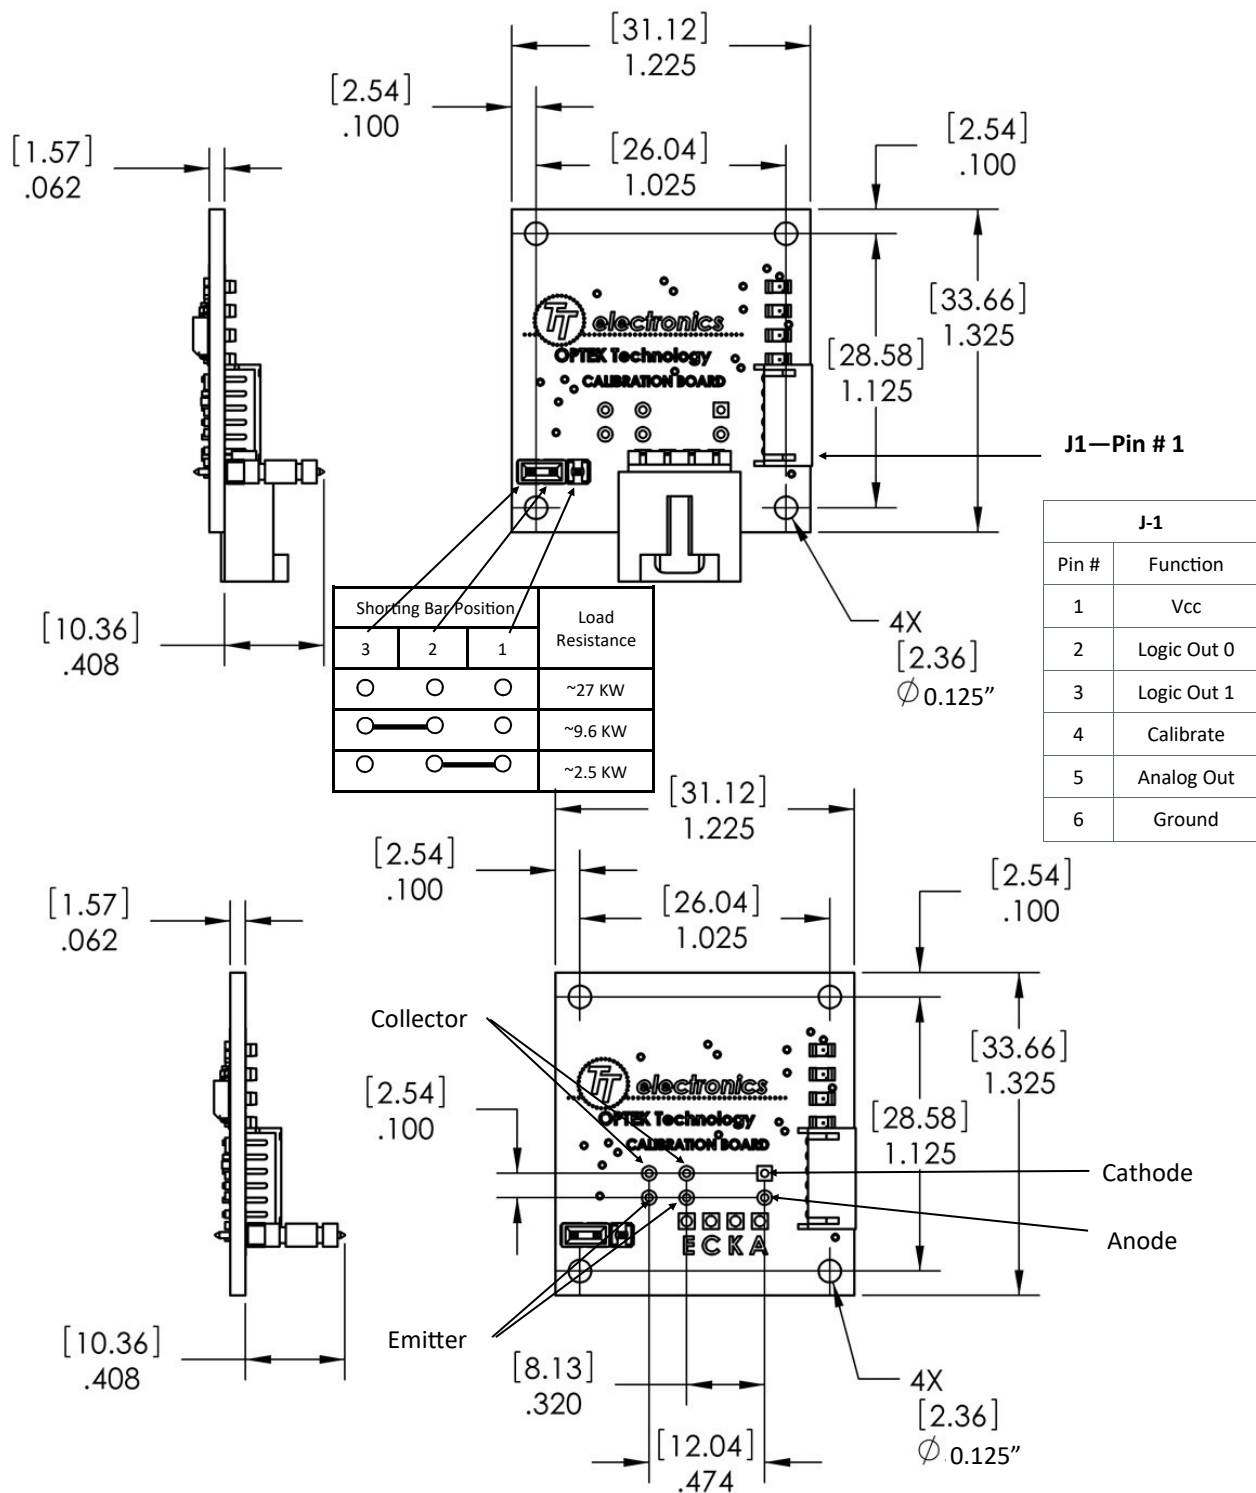 [31.12]
1.225
[2.54]
.100
[1.57]
.062
[26.04]
1.025
[2.54]
.100
[33.66]
1.325
[28.58]
1.125
TT electronics
OPTEK Technology
CALIBRATION BOARD
J1—Pin # 1
J-1
Pin # Function
1 Vcc
2 Logic Out 0
3 Logic Out 1
4 Calibrate
5 Analog Out
6 Ground
[10.36]
.408
Shorting Bar Position Load Resistance
3 2 1
~27 KW
~9.6 KW
~2.5 KW
4X
[2.36]
∅ 0.125”
[31.12]
1.225
[2.54]
.100
[1.57]
.062
[26.04]
1.025
[2.54]
.100
Collector
[33.66]
1.325
[2.54]
.100
[28.58]
1.125
TT electronics
OPTEK Technology
CALIBRATION BOARD
Cathode
Anode
E C K A
Emitter
[10.36]
.408
[8.13]
.320
[12.04]
.474
4X
[2.36]
∅ 0.125”